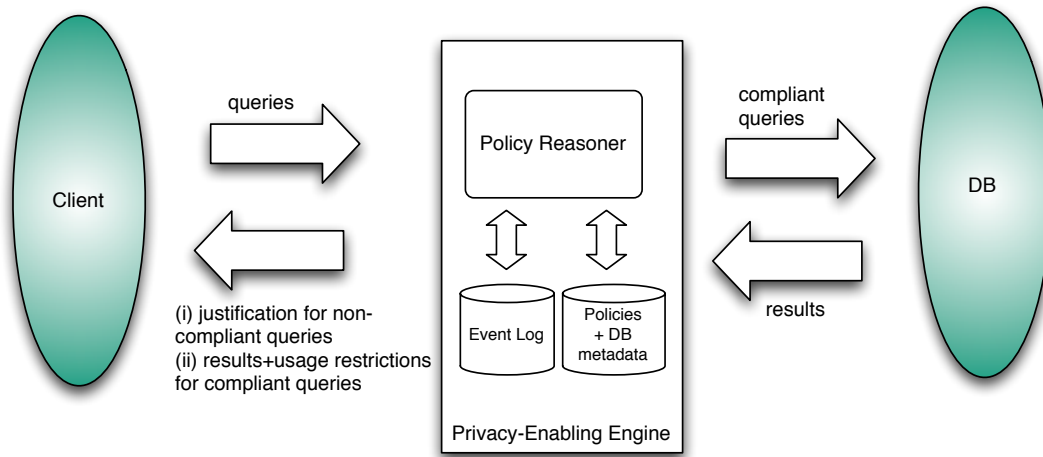 Client
queries
(i) justification for non-
compliant queries
(ii) results+usage restrictions
for compliant queries
Policy Reasoner
Event Log
Policies
+ DB
metadata
Privacy-Enabling Engine
compliant
queries
results
DB